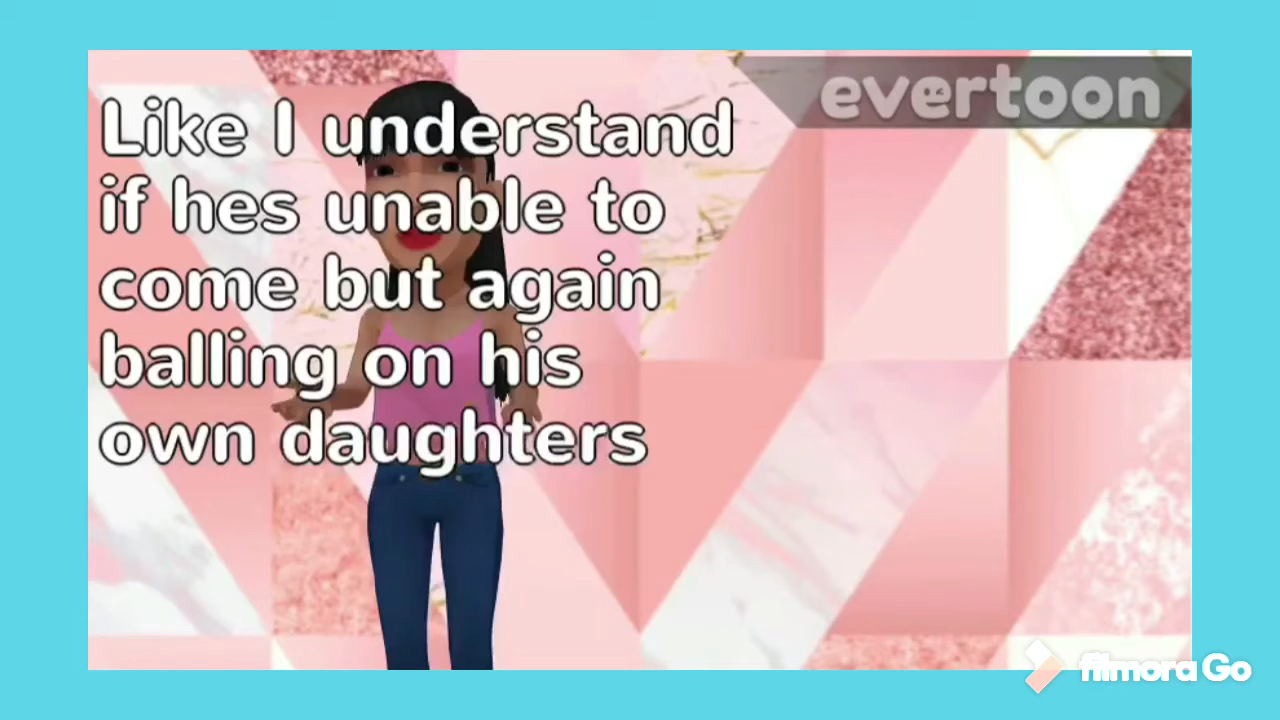 evertoon
Like I understand
if hes unable to
come but again
balling on his
own daughters
filmora Go